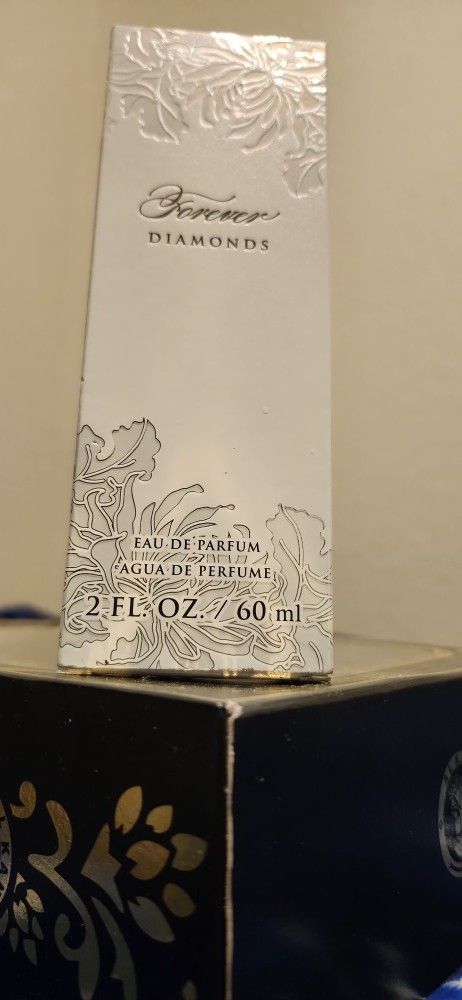 Forever
DIAMONDS
EAU·DE·PARFUM
AGUA·DE PERFUME
2 FL. OZ. / 60 ml